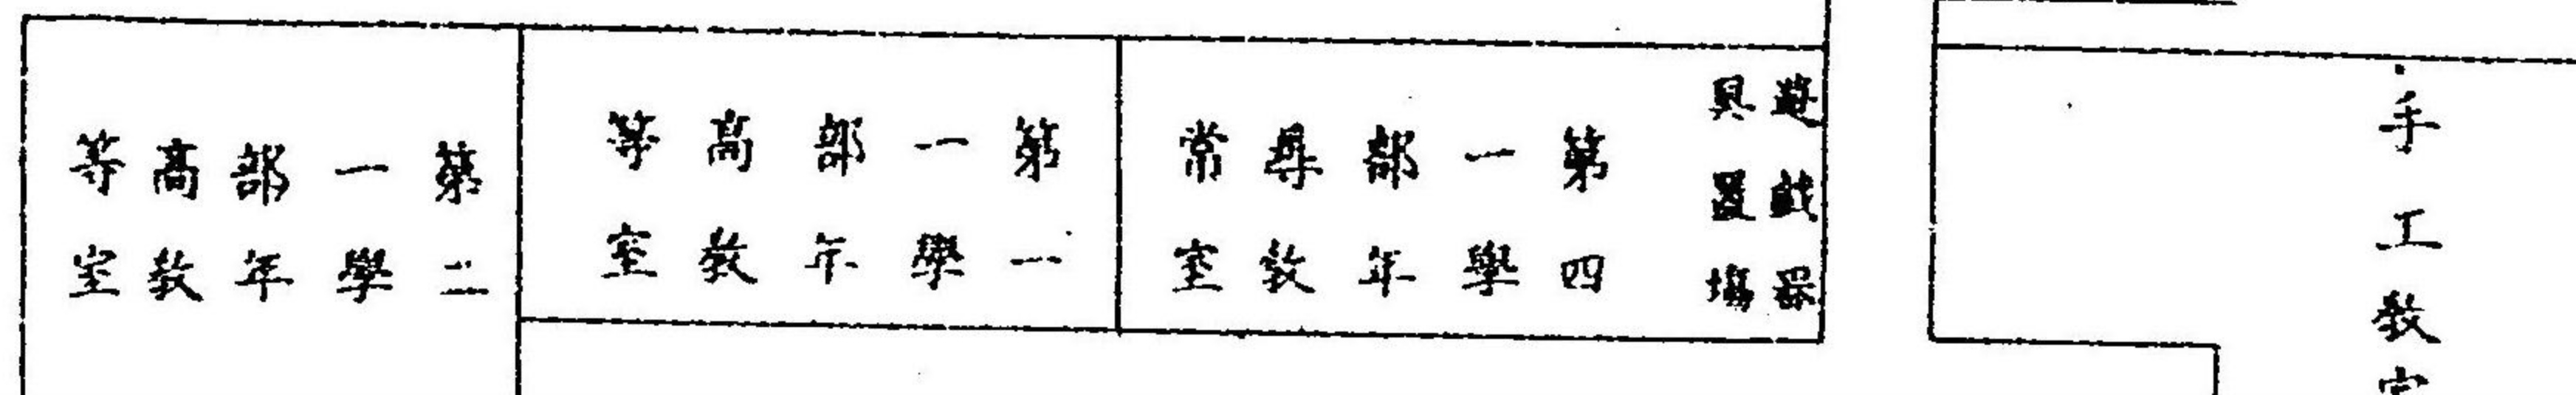 手工教室
遊戯器
具置場
第一部尋常
四學年教室
第一部高等
一學年教室
第一部高等
二學年教室